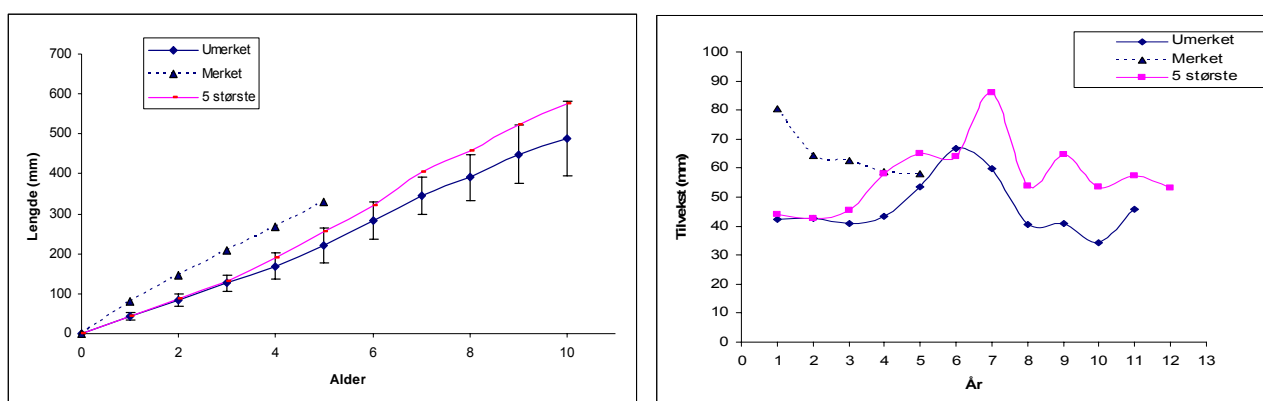 Umerket
Merket
5 største
Lengde (mm)
700
600
500
400
300
200
100
0
0 2 4 6 8 10
Alder
Umerket
Merket
5 største
Tilvekst (mm)
100
90
80
70
60
50
40
30
20
10
0
0 1 2 3 4 5 6 7 8 9 10 11 12 13
År